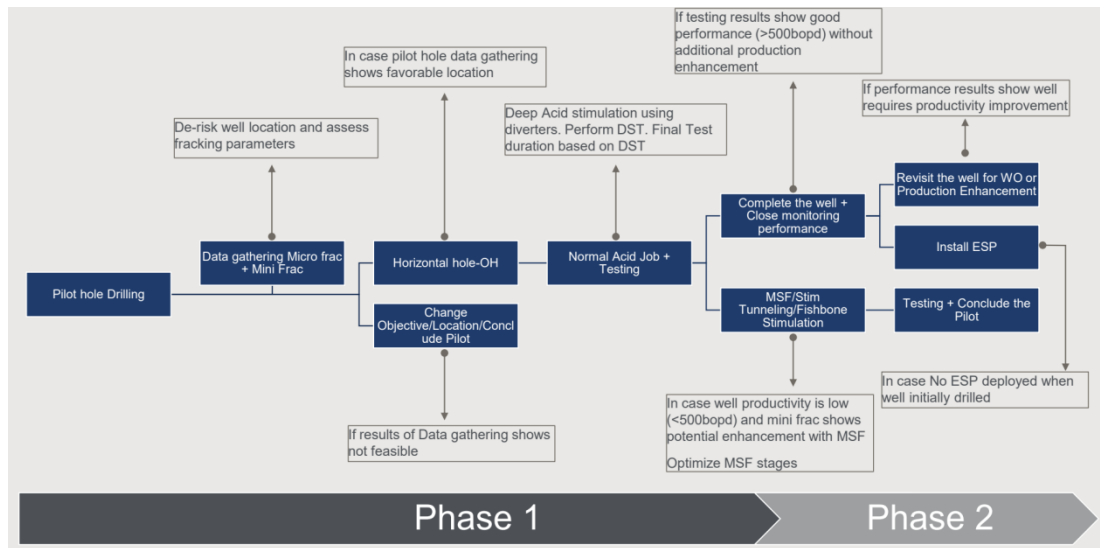 If testing results show good
performance (>500bopd) without
additional production
enhancement
In case pilot hole data gathering
shows favorable location
If performance results show well
requires productivity improvement
De-risk well location and assess
fracking parameters
Deep Acid stimulation using
diverters. Perform DST. Final Test
duration based on DST
Revisit the well for WO or
Production Enhancement
Complete the well +
Close monitoring
performance
Data gathering Micro frac
+ Mini Frac
Horizontal hole-OH
Normal Acid Job +
Testing
Install ESP
Pilot hole Drilling
Change
Objective/Location/Concl
ude Pilot
MSF/Stim
Tunneling/Fishbone
Stimulation
Testing + Conclude the
Pilot
In case No ESP deployed when
well initially drilled
In case well productivity is low
(<500bopd) and mini frac shows
potential enhancement with MSF
Optimize MSF stages
If results of Data gathering shows
not feasible
Phase 1
Phase 2